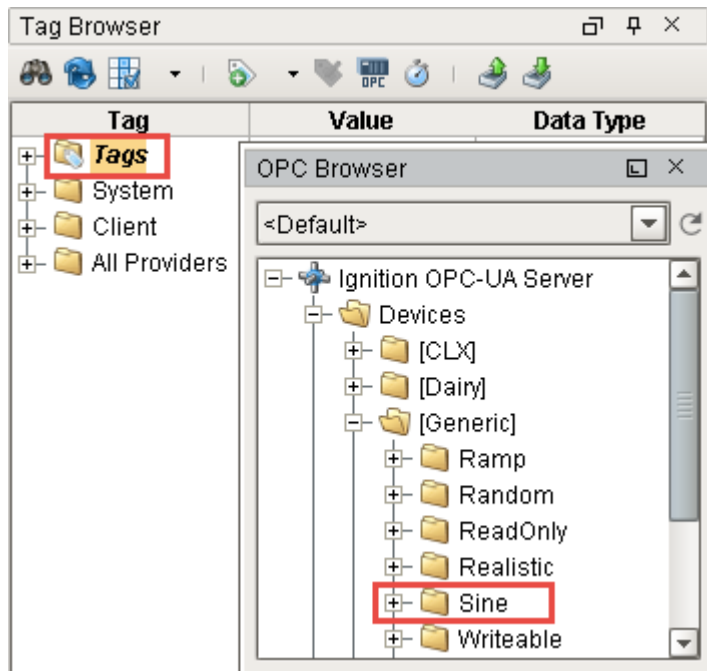 Tag Browser
OPC
Tag Value Data Type
Tags
System
Client
All Providers
OPC Browser
<Default>
Ignition OPC-UA Server
Devices
[CLX]
[Dairy]
[Generic]
Ramp
Random
ReadOnly
Realistic
Sine
Writeable